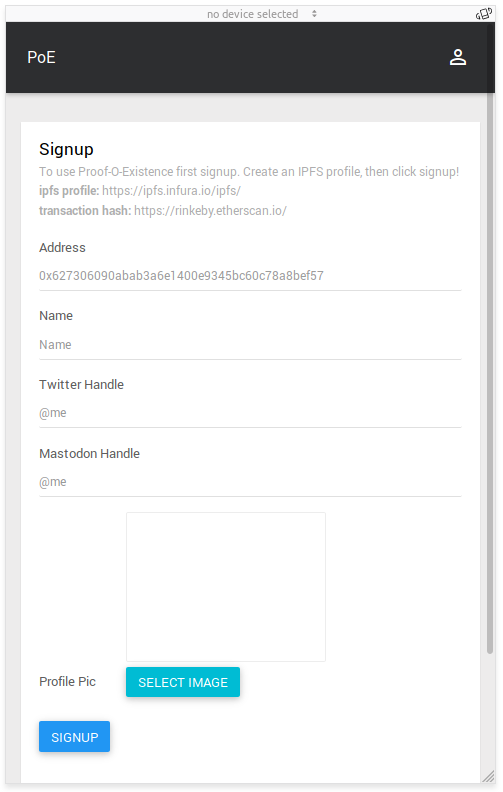 no device selected
PoE
Signup
To use Proof-O-Existence first signup. Create an IPFS profile, then click signup!
ipfs profile: https://ipfs.infura.io/ipfs/
transaction hash: https://rinkeby.etherscan.io/
Address
0x627306090abab3a6e1400e9345bc60c78a8bef57
Name
Name
Twitter Handle
@me
Mastodon Handle
@me
Profile Pic
SELECT IMAGE
SIGNUP